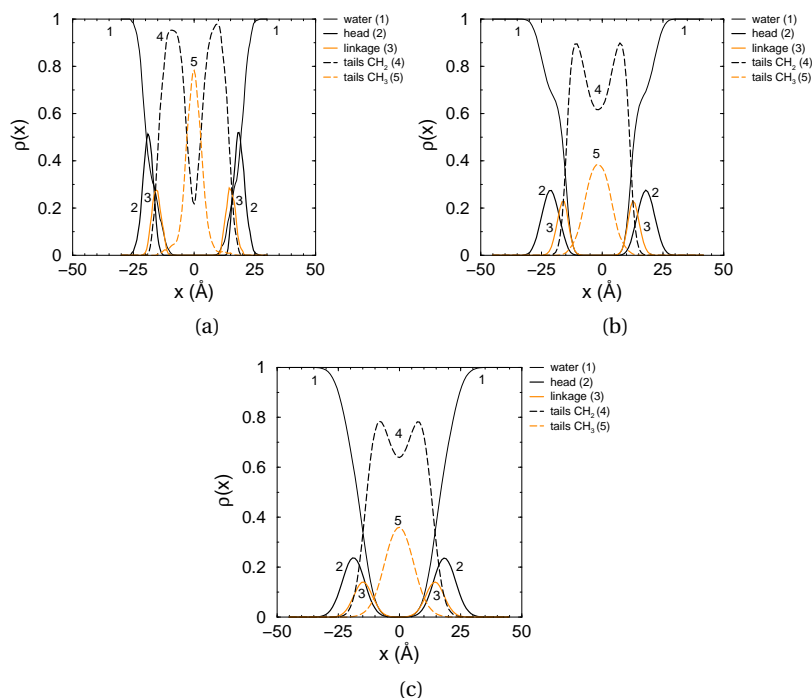 1
0.8
0.6
0.4
0.2
0
ρ(x)
−50 −25 0 25 50
x (Å)
1 4 5 1
2 3 3 2
water (1)
head (2)
linkage (3)
tails CH2 (4)
tails CH3 (5)
(a)
1
0.8
0.6
0.4
0.2
0
ρ(x)
−50 −25 0 25 50
x (Å)
1 4
5
2 2
3 3
water (1)
head (2)
linkage (3)
tails CH2 (4)
tails CH3 (5)
(b)
1
0.8
0.6
0.4
0.2
0
ρ(x)
−50 −25 0 25 50
x (Å)
1 1
4
5
2 2
3 3
water (1)
head (2)
linkage (3)
tails CH2 (4)
tails CH3 (5)
(c)